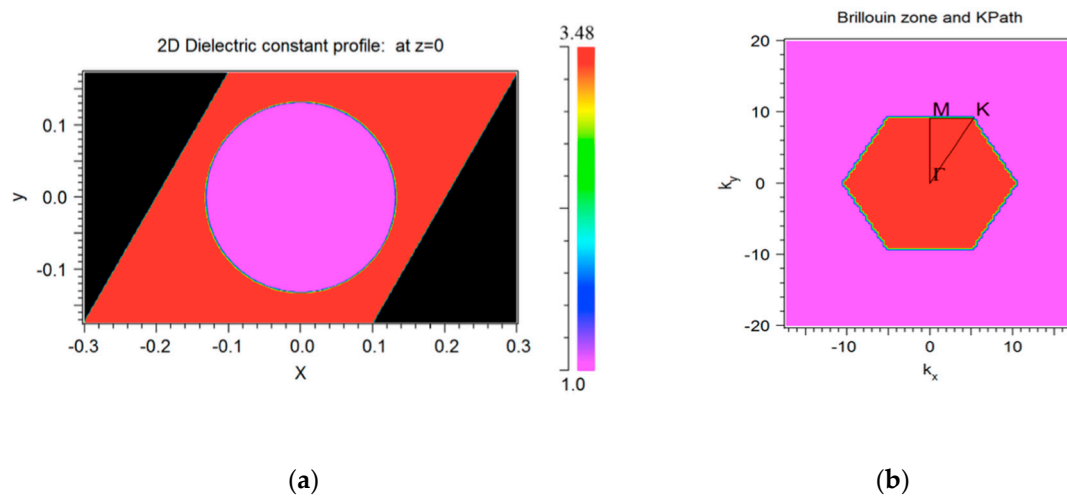 2D Dielectric constant profile: at z=0
3.48
0.1
0.0
-0.1
y
-0.3
-0.2
-0.1
0.0
0.1
0.2
0.3
X
1.0
(a)
Brillouin zone and KPath
20
10
0
-10
-20
ky
M
K
Γ
-10
0
10
kx
(b)